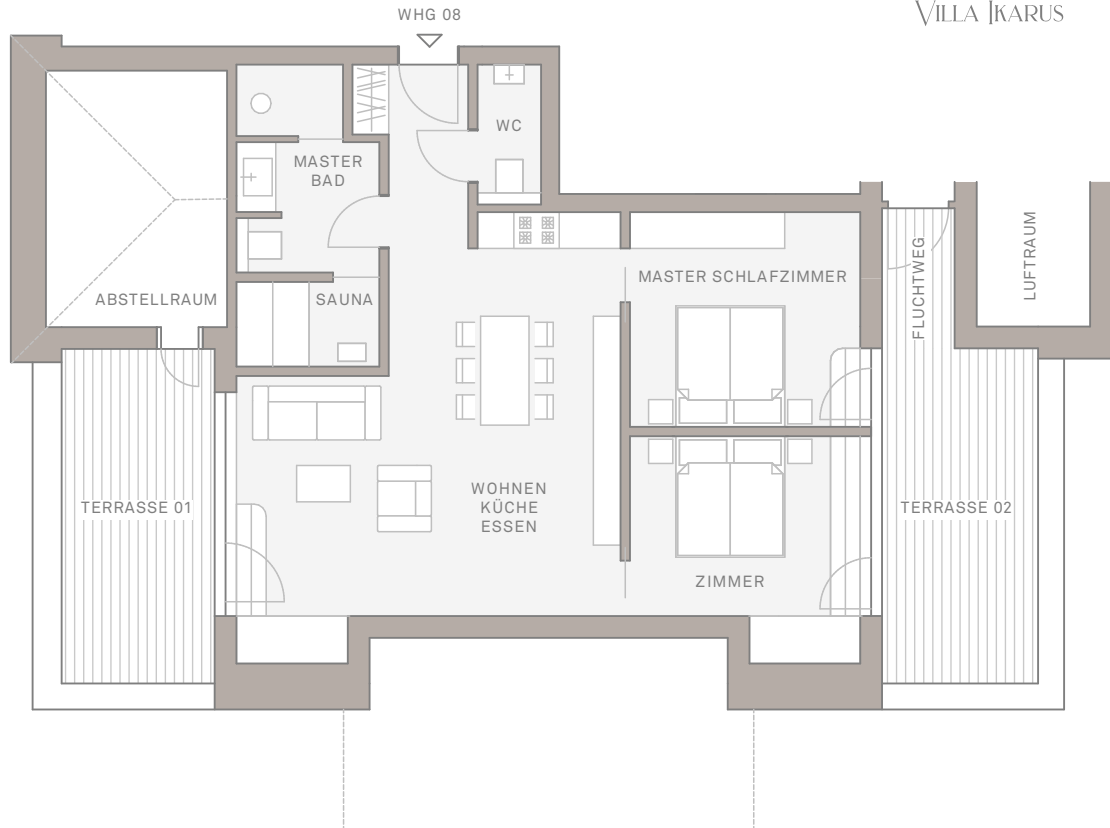 VILLA IKARUS
WHG 08
WC
MASTER
BAD
ABSTELLRAUM
SAUNA
MASTER SCHLAFZIMMER
FLUCHTWEG
LUFTRAUM
TERRASSE 01
WOHNEN
KÜCHE
ESSEN
TERRASSE 02
ZIMMER